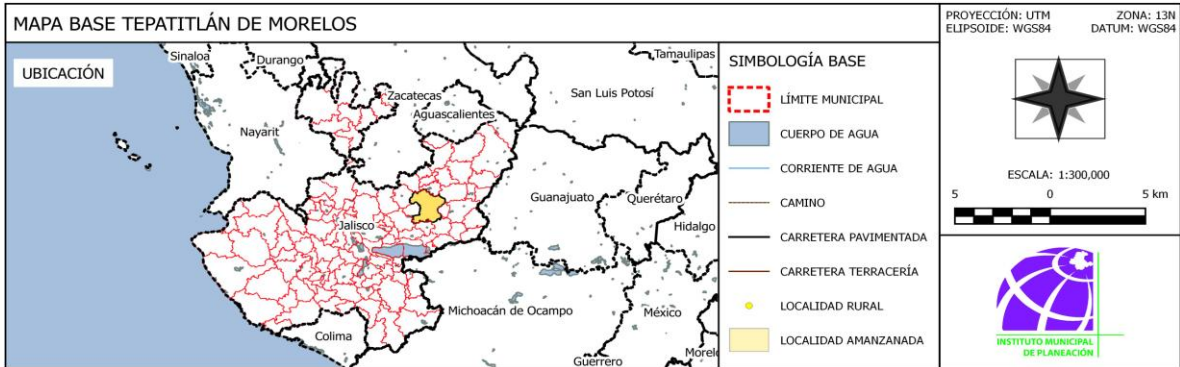 MAPA BASE TEPATITLÁN DE MORELOS
UBICACIÓN
Sinaloa
Durango
Tamaulipas
Zacatecas
San Luis Potosí
Aguascalientes
Nayarit
Guanajuato
Querétaro
Hidalgo
Jalisco
Michoacán de Ocampo
México
Colima
Guerrero
Morelo
SIMBOLOGÍA BASE
LÍMITE MUNICIPAL
CUERPO DE AGUA
CORRIENTE DE AGUA
CAMINO
CARRETERA PAVIMENTADA
CARRETERA TERRACERÍA
LOCALIDAD RURAL
LOCALIDAD AMANZANADA
PROYECCIÓN: UTM ZONA: 13N
ELIPSOIDE: WGS84 DATUM: WGS84
ESCALA: 1:300,000
5 0 5 km
INSTITUTO MUNICIPAL
DE PLANEACIÓN